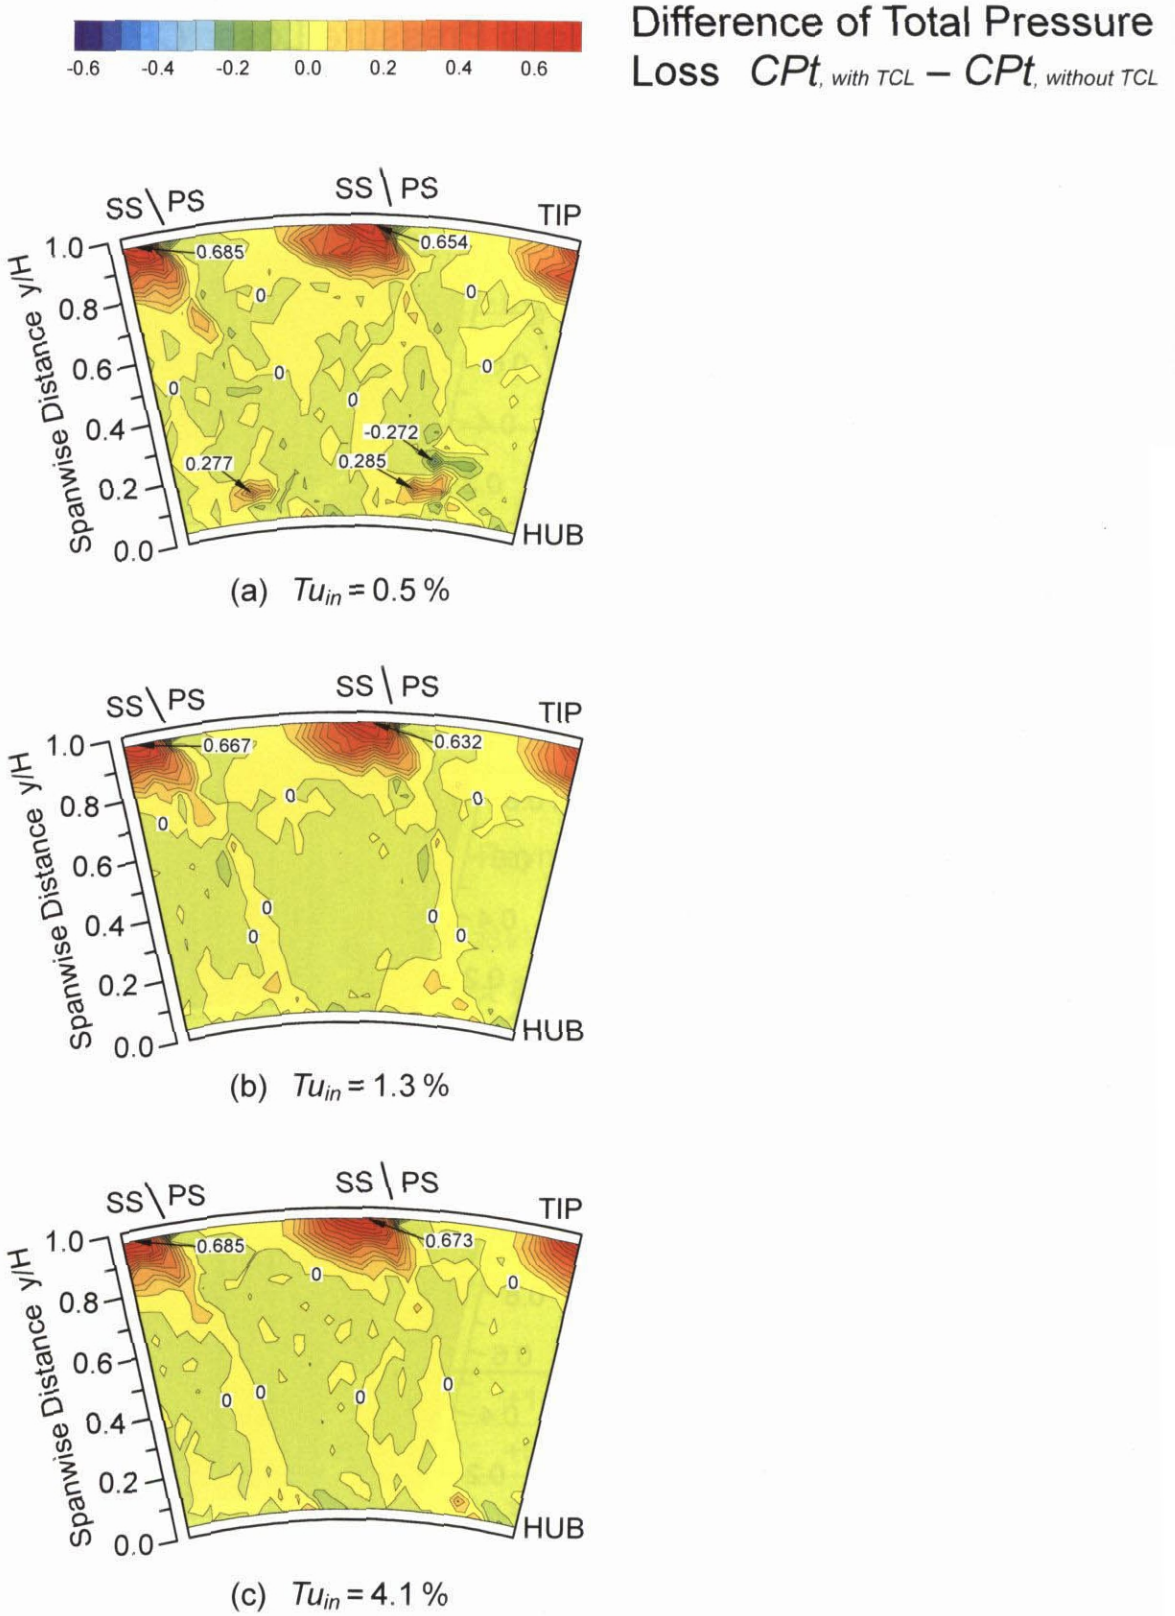 Difference of Total Pressure
Loss CPt, with TCL – CPt, without TCL
-0.6 -0.4 -0.2 0.0 0.2 0.4 0.6
SS \ PS SS \ PS TIP
1.0
0.8
0.6
0.4
0.2
0.0
Spanwise Distance y/H
0.685 0.654
0 0
0 0
0 0
-0.272
0.277 0.285
HUB
(a) Tuin = 0.5 %
SS \ PS SS \ PS TIP
1.0
0.8
0.6
0.4
0.2
0.0
Spanwise Distance y/H
0.667 0.632
0 0
0
0 0
0 0
HUB
(b) Tuin = 1.3 %
SS \ PS SS \ PS TIP
1.0
0.8
0.6
0.4
0.2
0.0
Spanwise Distance y/H
0.685 0.673
0 0
0 0 0 0
HUB
(c) Tuin = 4.1 %